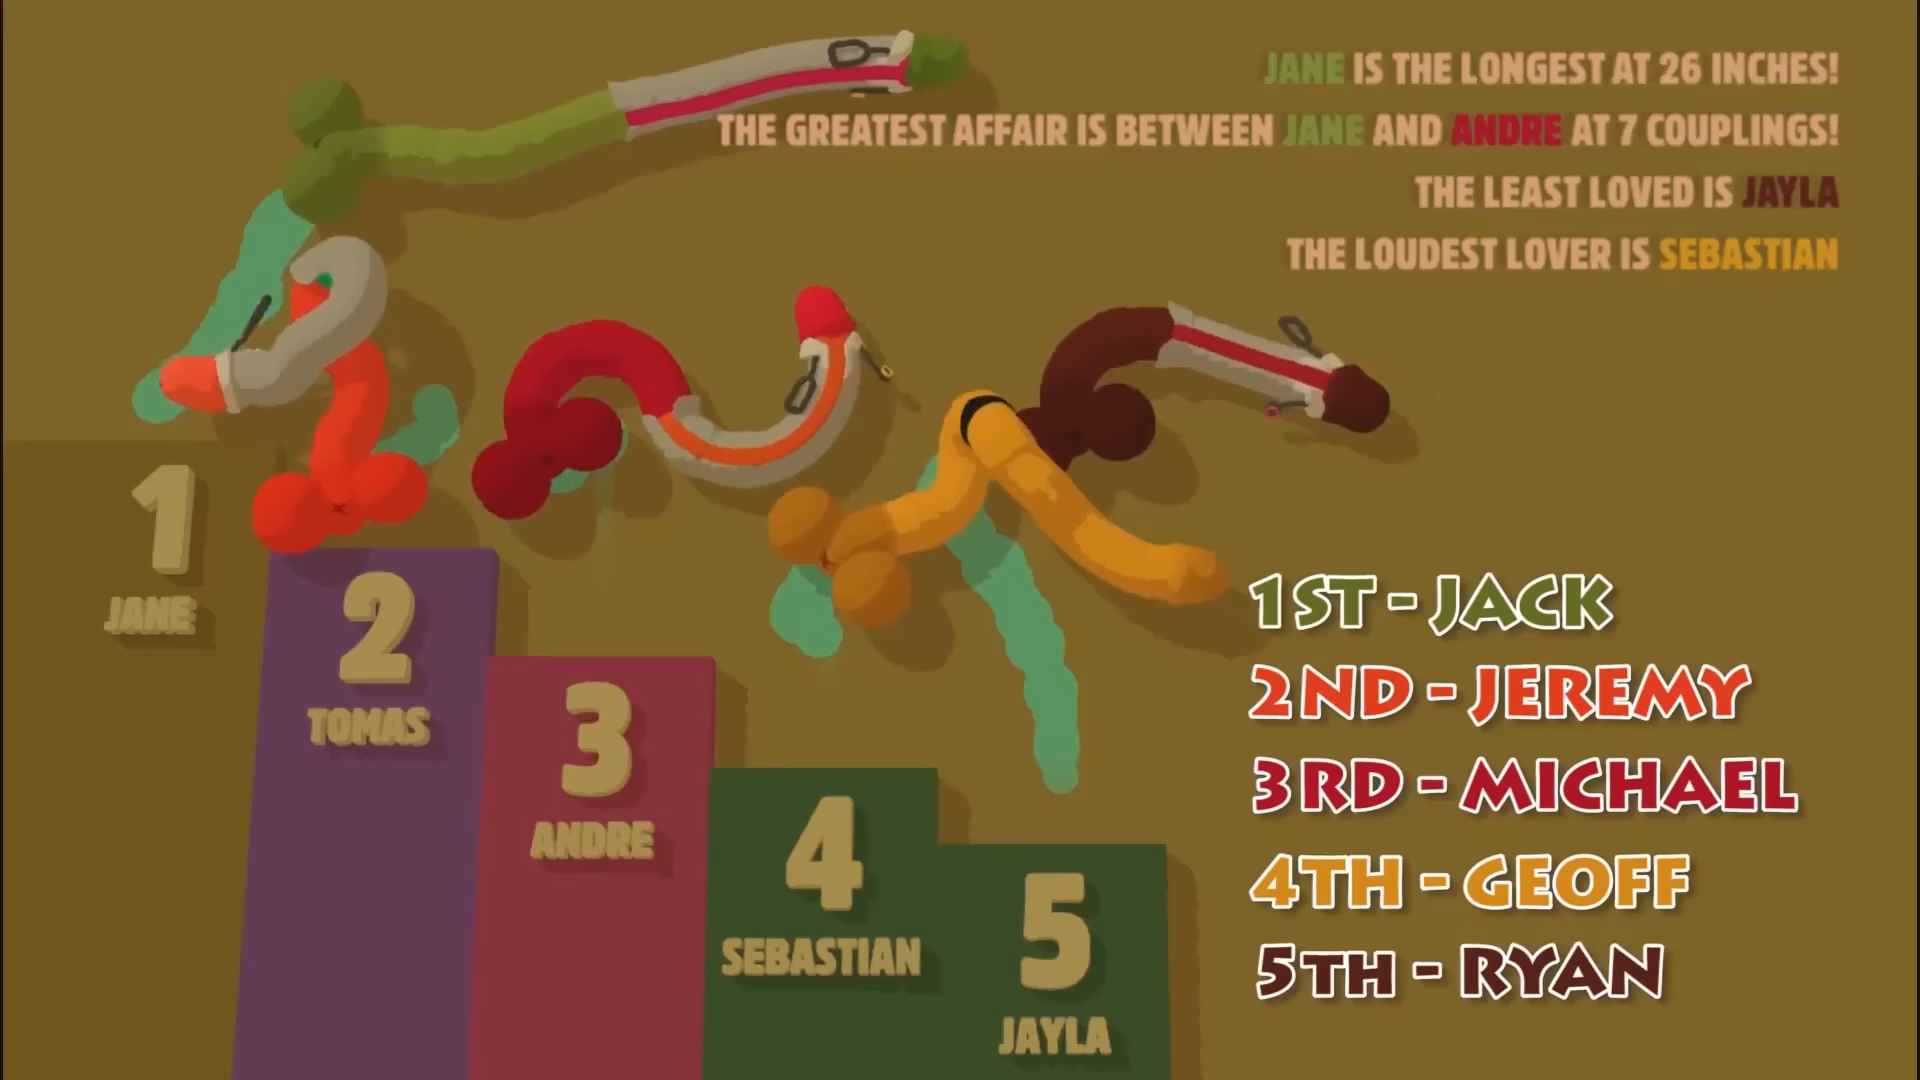 JANE IS THE LONGEST AT 26 INCHES!
THE GREATEST AFFAIR IS BETWEEN JANE AND ANDRE AT 7 COUPLINGS!
THE LEAST LOVED IS JAYLA
THE LOUDEST LOVER IS SEBASTIAN
1
JANE
2
TOMAS
3
ANDRE
4
SEBASTIAN
5
JAYLA
1ST - JACK
2ND - JEREMY
3RD - MICHAEL
4TH - GEOFF
5TH - RYAN